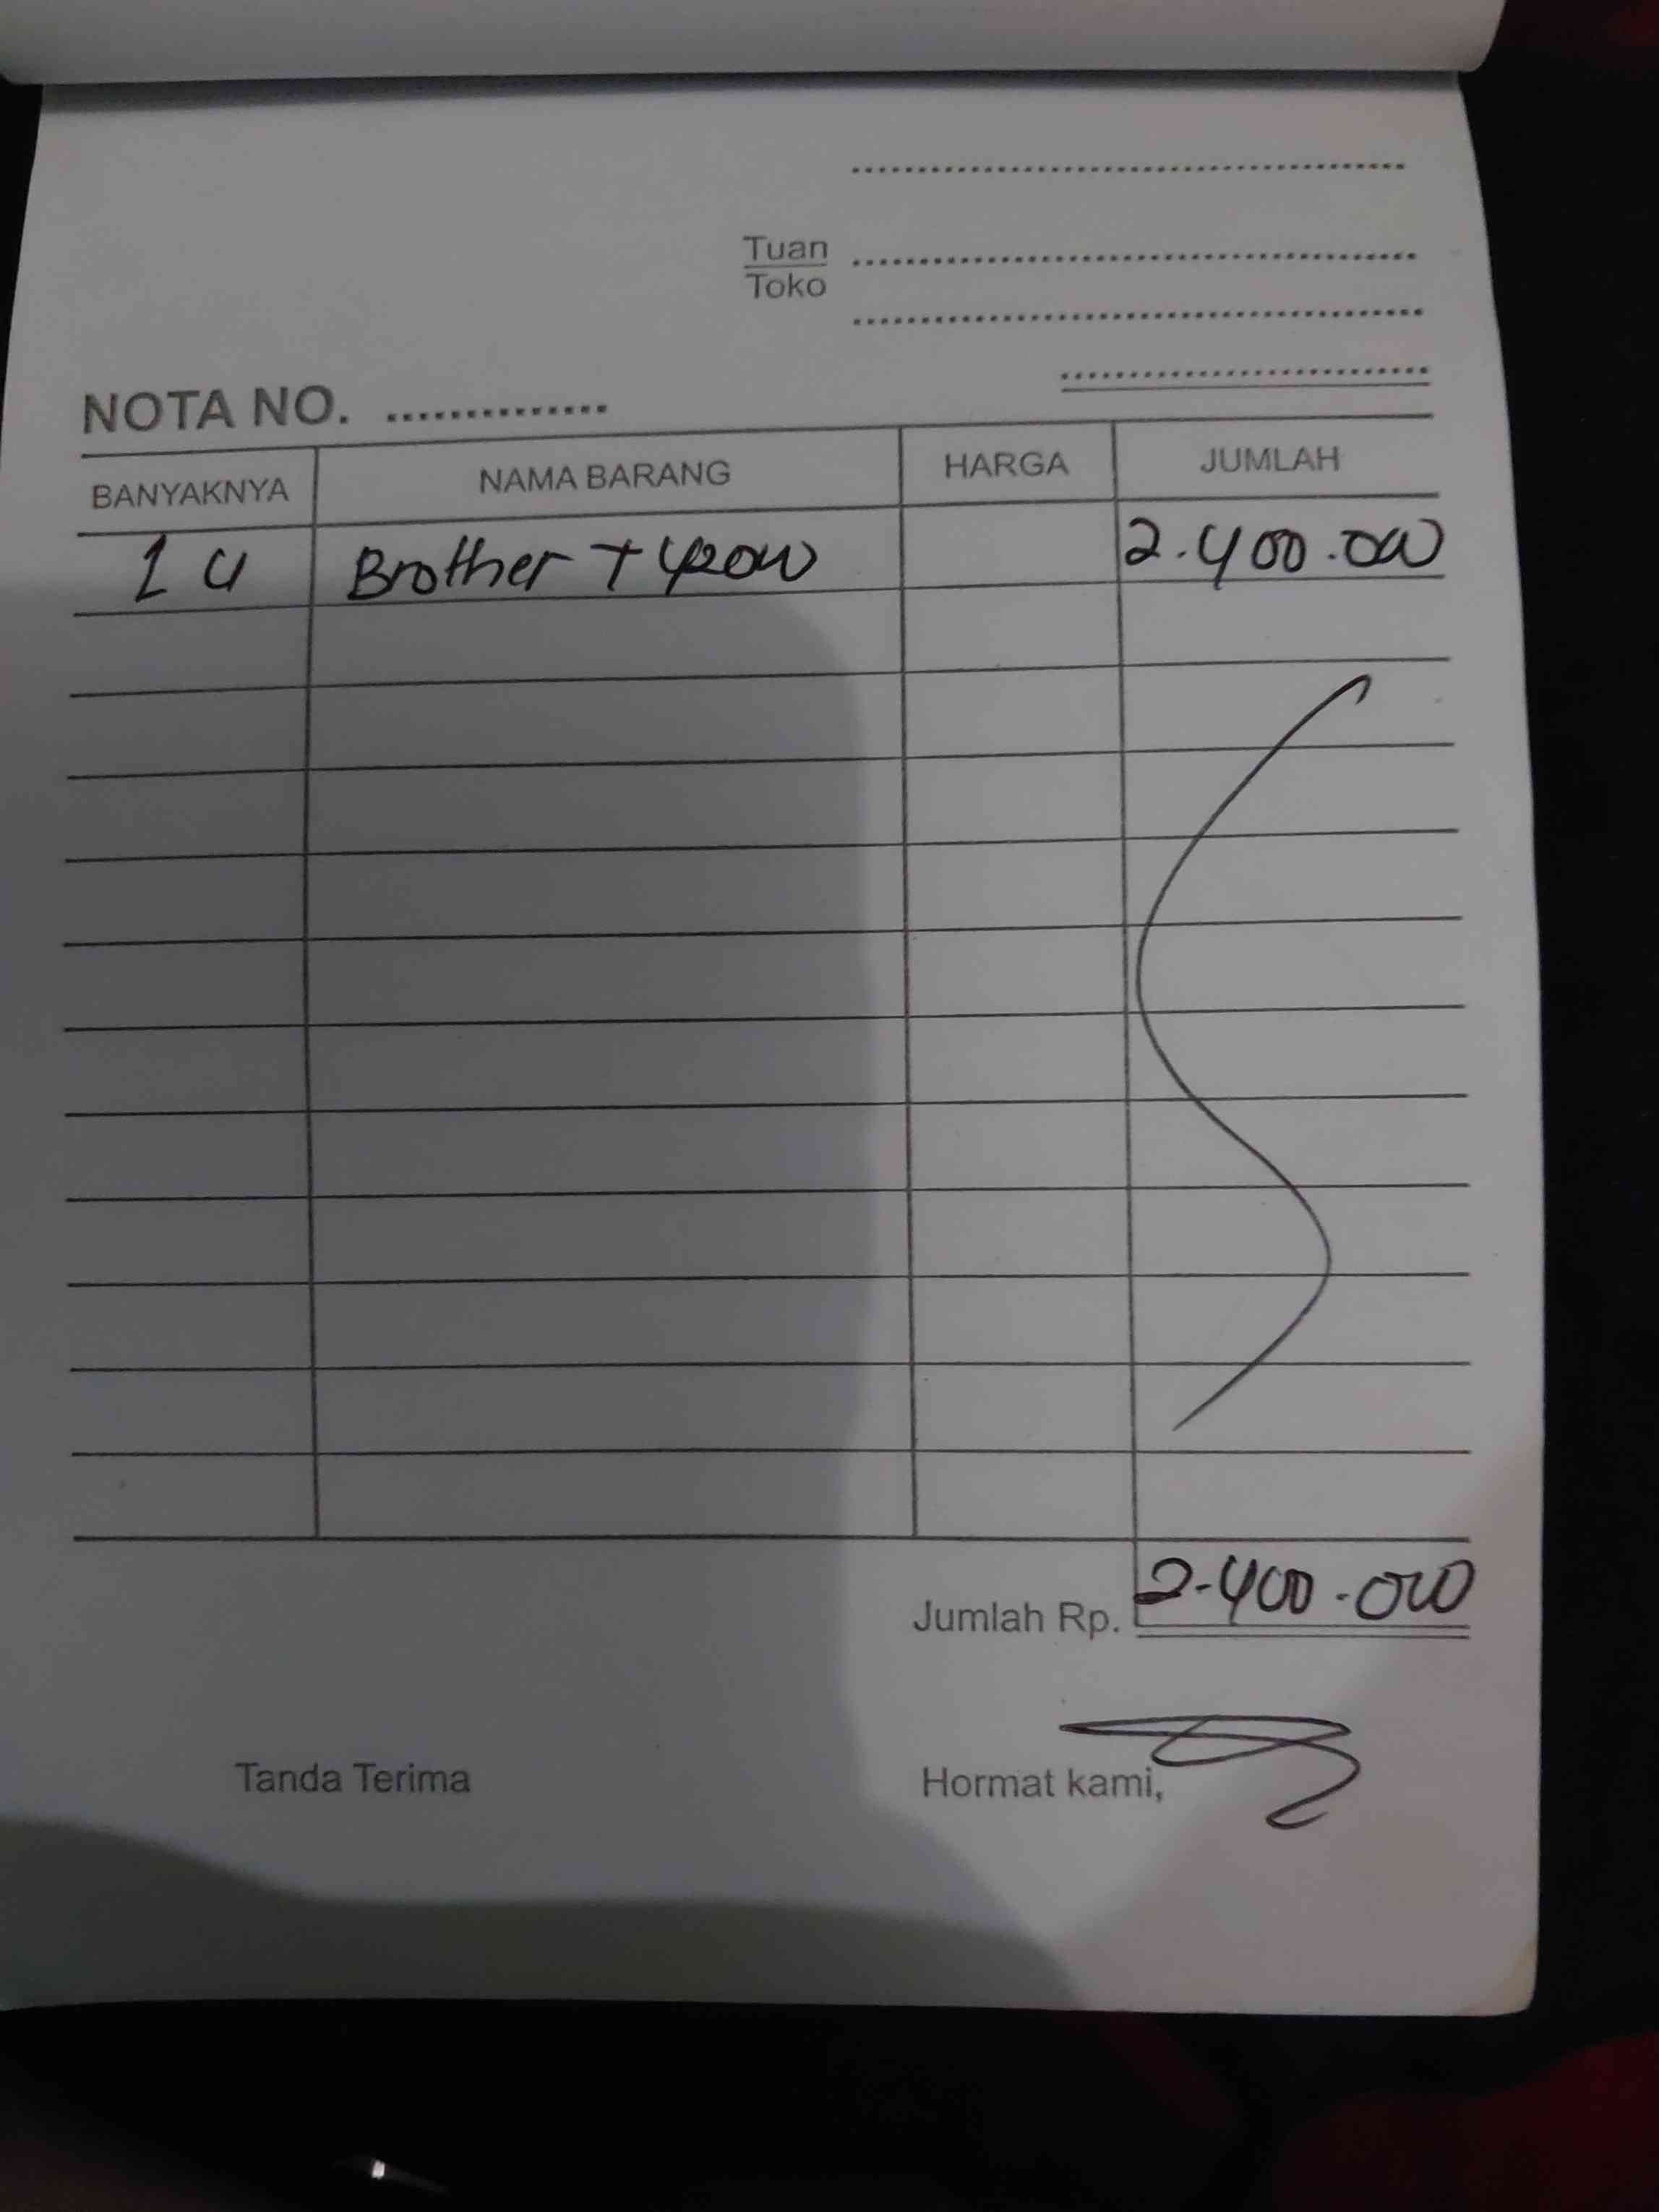 Tuan
Toko
NOTA NO.
BANYAKNYA NAMA BARANG HARGA JUMLAH
1 U Brother T420W 2.400.000
Jumlah Rp. 2.400.000
Tanda Terima Hormat kami,